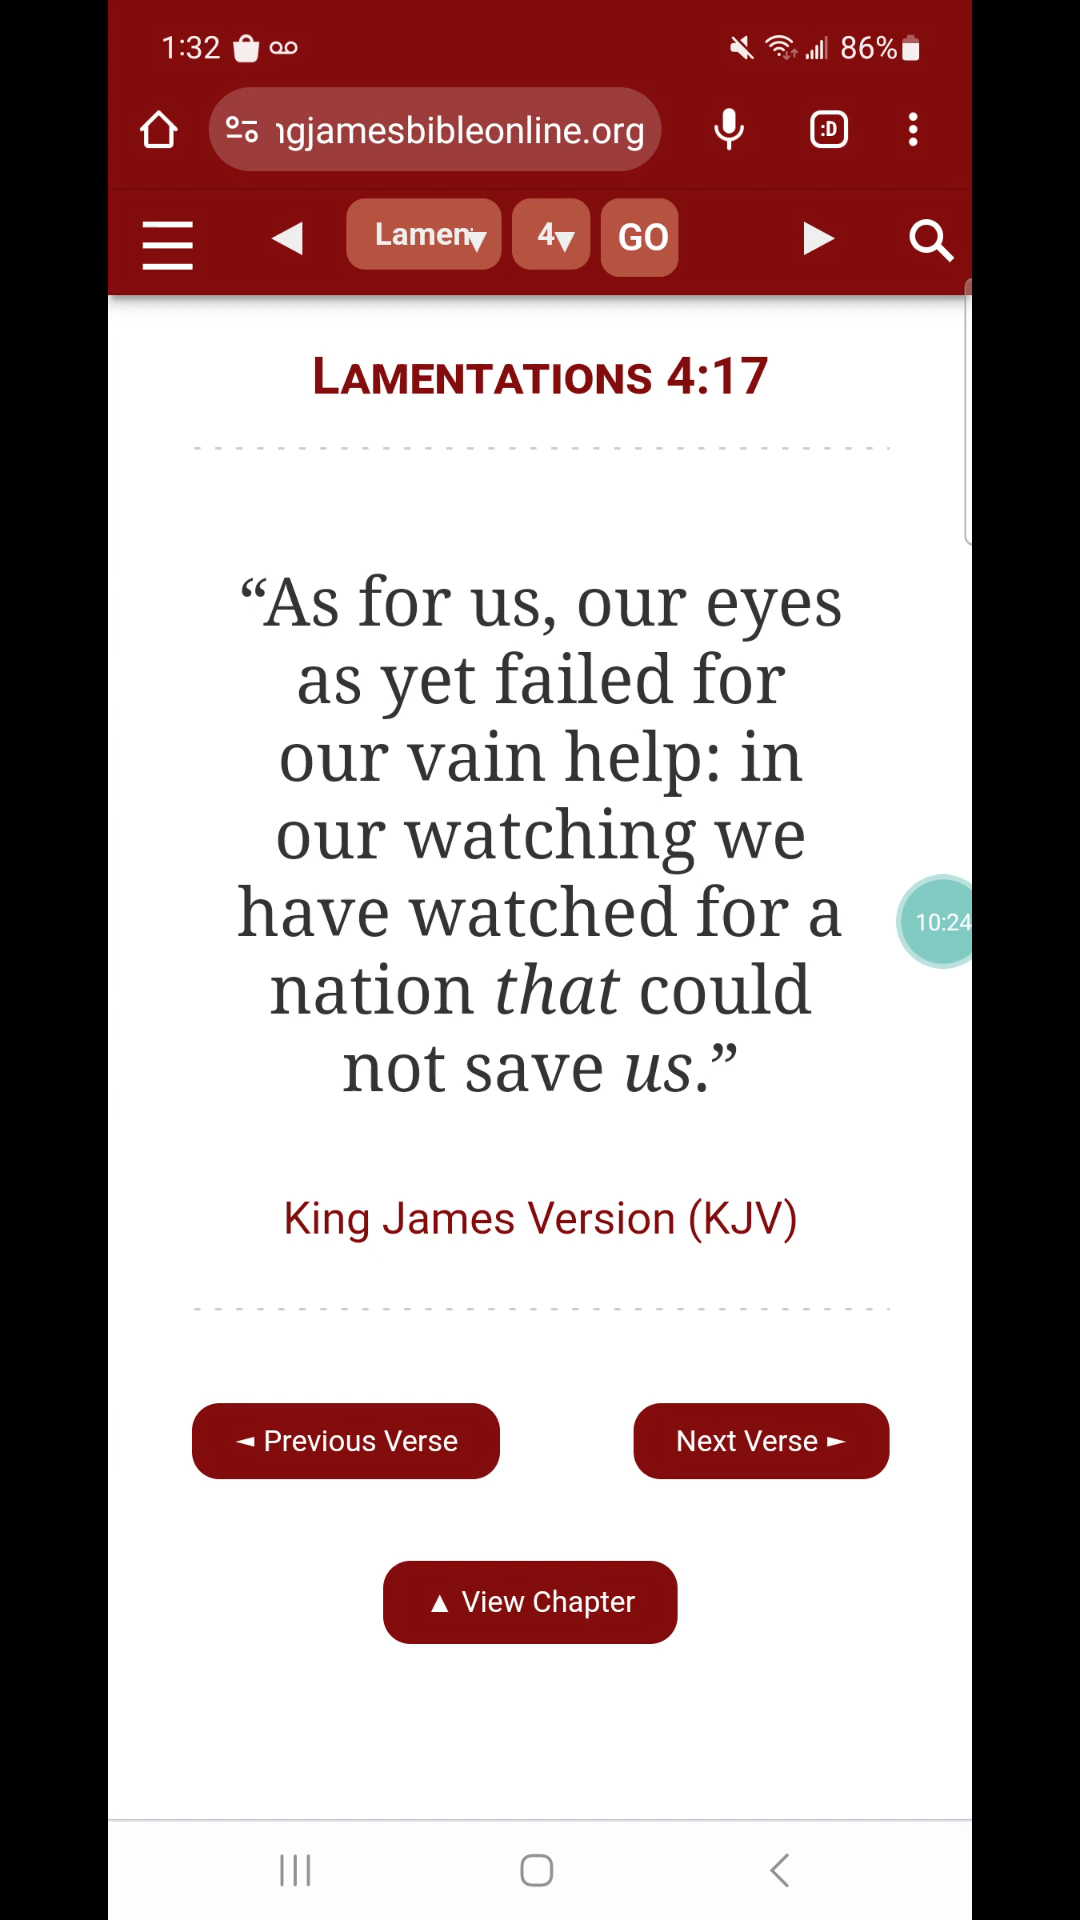 1:32 86%
ngjamesbibleonline.org :D
Lamen 4 GO
LAMENTATIONS 4:17
“As for us, our eyes
as yet failed for
our vain help: in
our watching we
have watched for a
nation that could
not save us.”
10:24
King James Version (KJV)
◄ Previous Verse Next Verse ►
▲ View Chapter